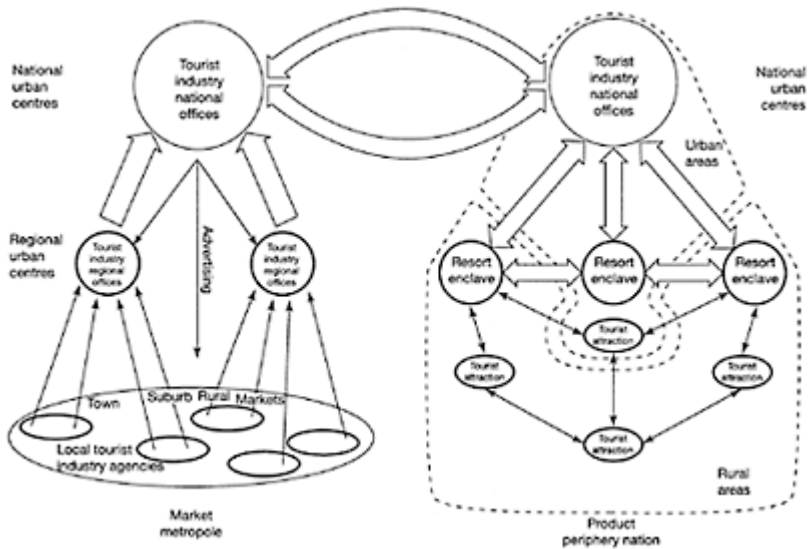 National
urban
centres
Tourist
industry
national
offices
Tourist
industry
national
offices
National
urban
centres
Urban
areas
Regional
urban
centres
Tourist
industry
regional
offices
Advertising
Tourist
industry
regional
offices
Resort
enclave
Resort
enclave
Resort
enclave
Tourist
attraction
Tourist
attraction
Tourist
attraction
Tourist
attraction
Town
Suburb
Rural
Markets
Local tourist
industry agencies
Rural
areas
Market
metropole
Product
periphery nation